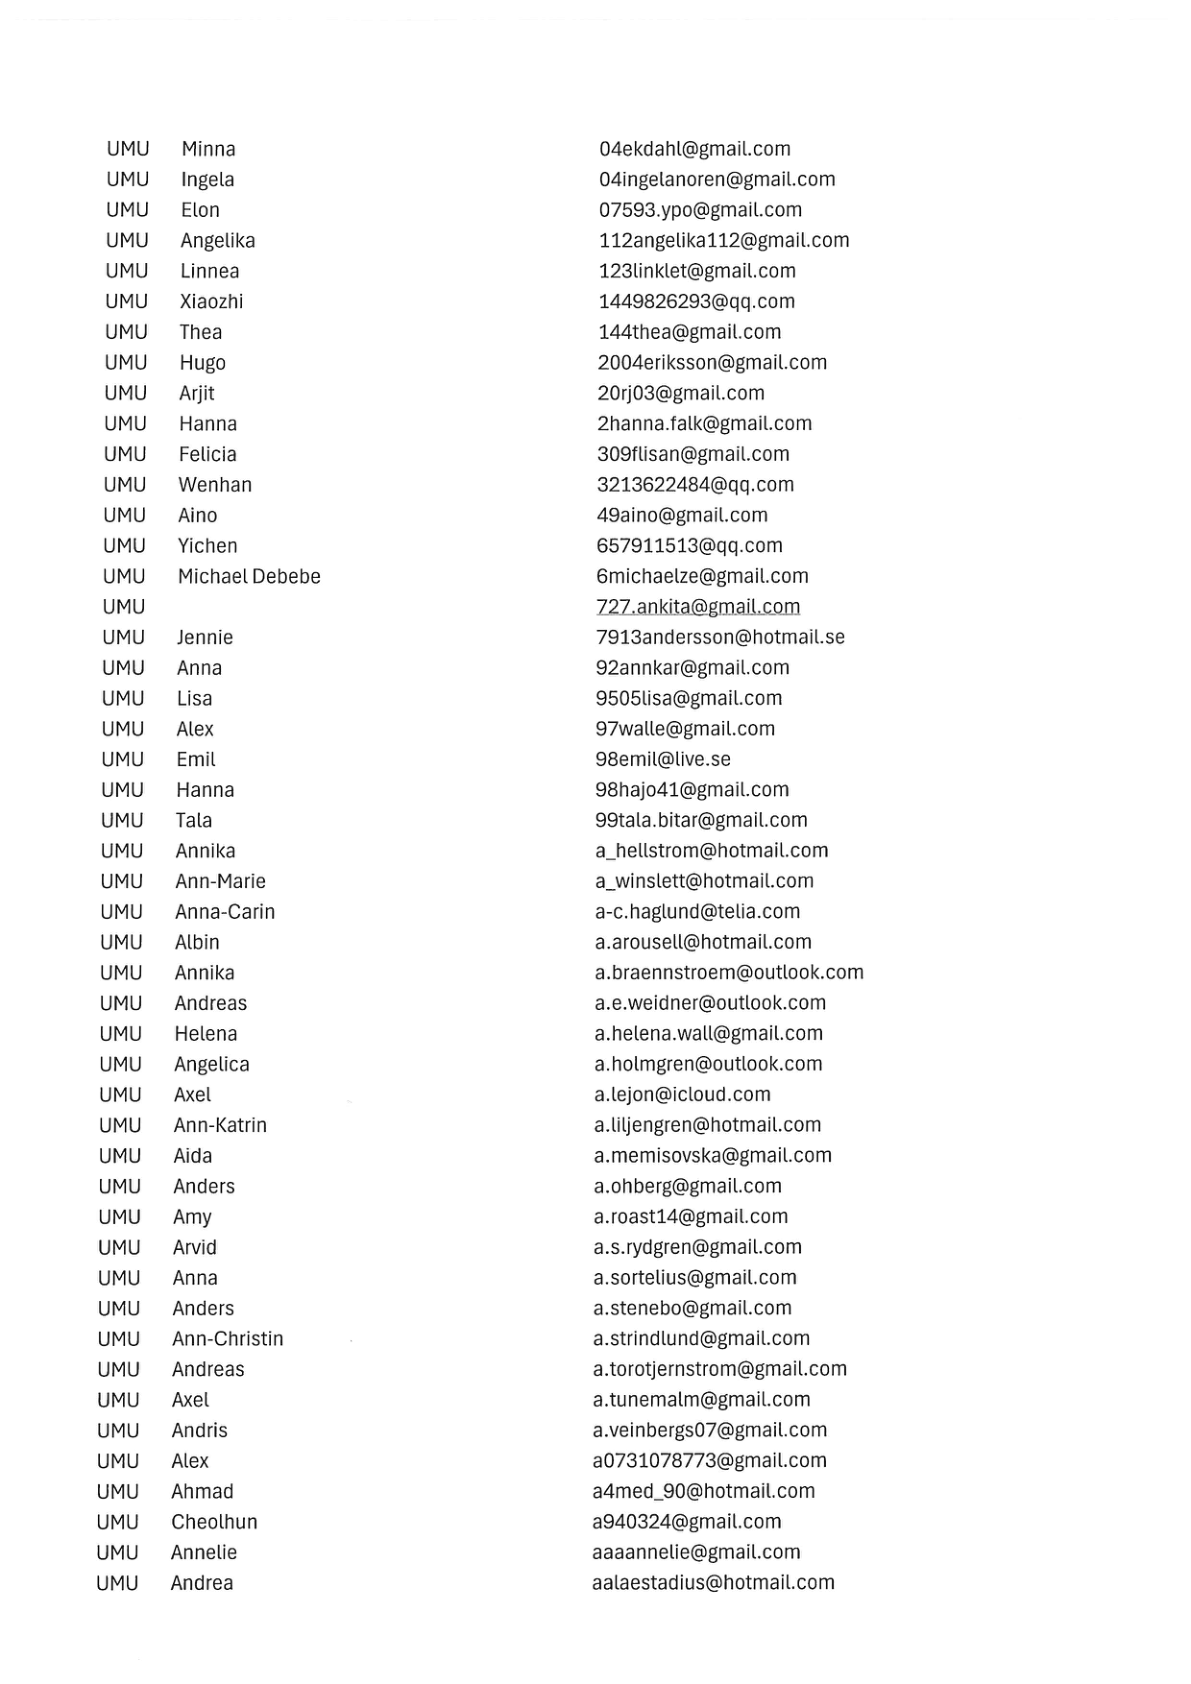 UMU Minna 04ekdahl@gmail.com
UMU Ingela 04ingelanoren@gmail.com
UMU Elon 07593.ypo@gmail.com
UMU Angelika 112angelika112@gmail.com
UMU Linnea 123linklet@gmail.com
UMU Xiaozhi 1449826293@qq.com
UMU Thea 144thea@gmail.com
UMU Hugo 2004eriksson@gmail.com
UMU Arjit 20rj03@gmail.com
UMU Hanna 2hanna.falk@gmail.com
UMU Felicia 309flisan@gmail.com
UMU Wenhan 3213622484@qq.com
UMU Aino 49aino@gmail.com
UMU Yichen 657911513@qq.com
UMU Michael Debebe 6michaelze@gmail.com
UMU 727.ankita@gmail.com
UMU Jennie 7913andersson@hotmail.se
UMU Anna 92annkar@gmail.com
UMU Lisa 9505lisa@gmail.com
UMU Alex 97walle@gmail.com
UMU Emil 98emil@live.se
UMU Hanna 98hajo41@gmail.com
UMU Tala 99tala.bitar@gmail.com
UMU Annika a_hellstrom@hotmail.com
UMU Ann-Marie a_winslett@hotmail.com
UMU Anna-Carin a-c.haglund@telia.com
UMU Albin a.arousell@hotmail.com
UMU Annika a.braennstroem@outlook.com
UMU Andreas a.e.weidner@outlook.com
UMU Helena a.helena.wall@gmail.com
UMU Angelica a.holmgren@outlook.com
UMU Axel a.lejon@icloud.com
UMU Ann-Katrin a.liljengren@hotmail.com
UMU Aida a.memisovska@gmail.com
UMU Anders a.ohberg@gmail.com
UMU Amy a.roast14@gmail.com
UMU Arvid a.s.rydgren@gmail.com
UMU Anna a.sortelius@gmail.com
UMU Anders a.stenebo@gmail.com
UMU Ann-Christin a.strindlund@gmail.com
UMU Andreas a.torotjernstrom@gmail.com
UMU Axel a.tunemalm@gmail.com
UMU Andris a.veinbergs07@gmail.com
UMU Alex a0731078773@gmail.com
UMU Ahmad a4med_90@hotmail.com
UMU Cheolhun a940324@gmail.com
UMU Annelie aaaannelie@gmail.com
UMU Andrea aalaestadius@hotmail.com